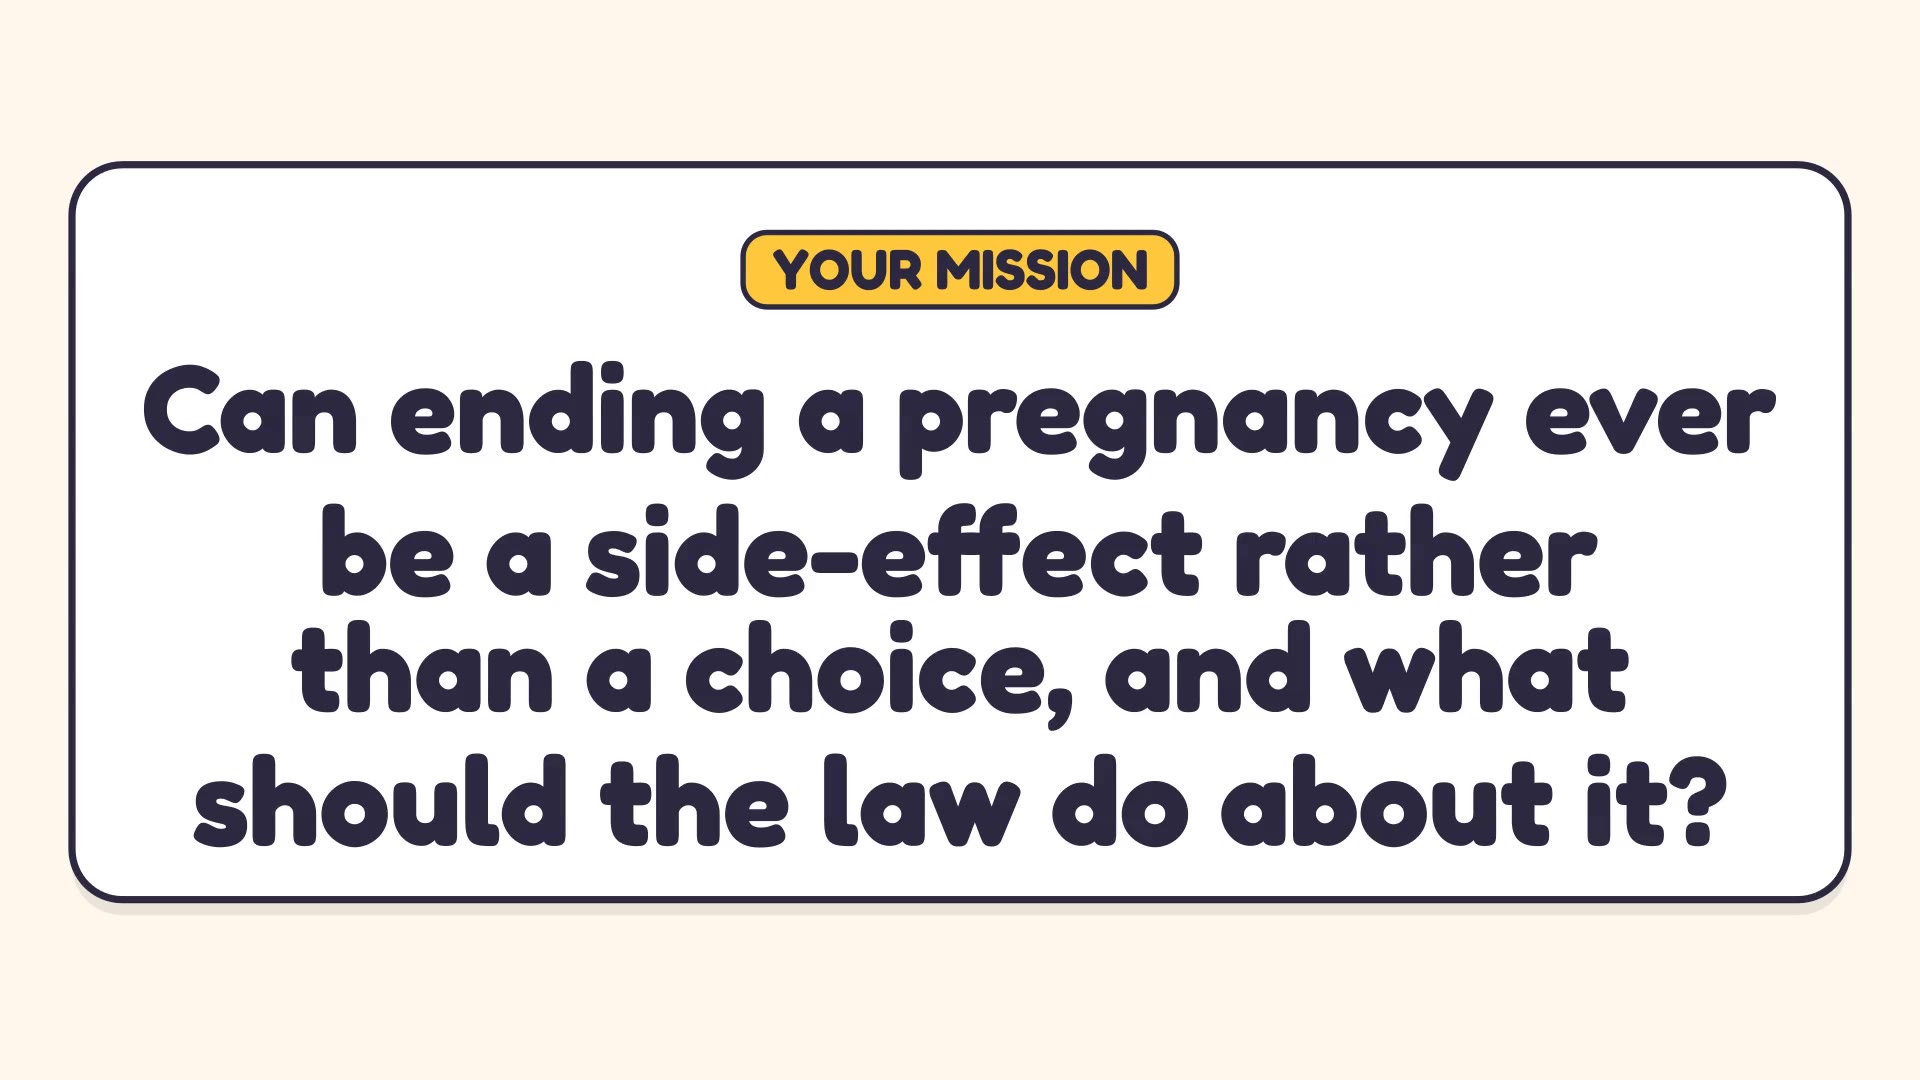 YOUR MISSION
Can ending a pregnancy ever
be a side-effect rather
than a choice, and what
should the law do about it?